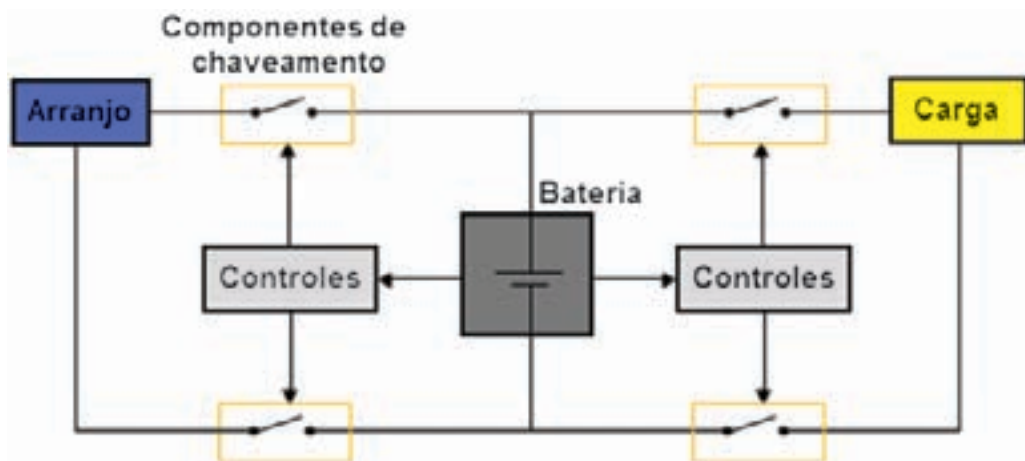 Componentes de
chaveamento
Arranjo
Carga
Bateria
Controles
Controles